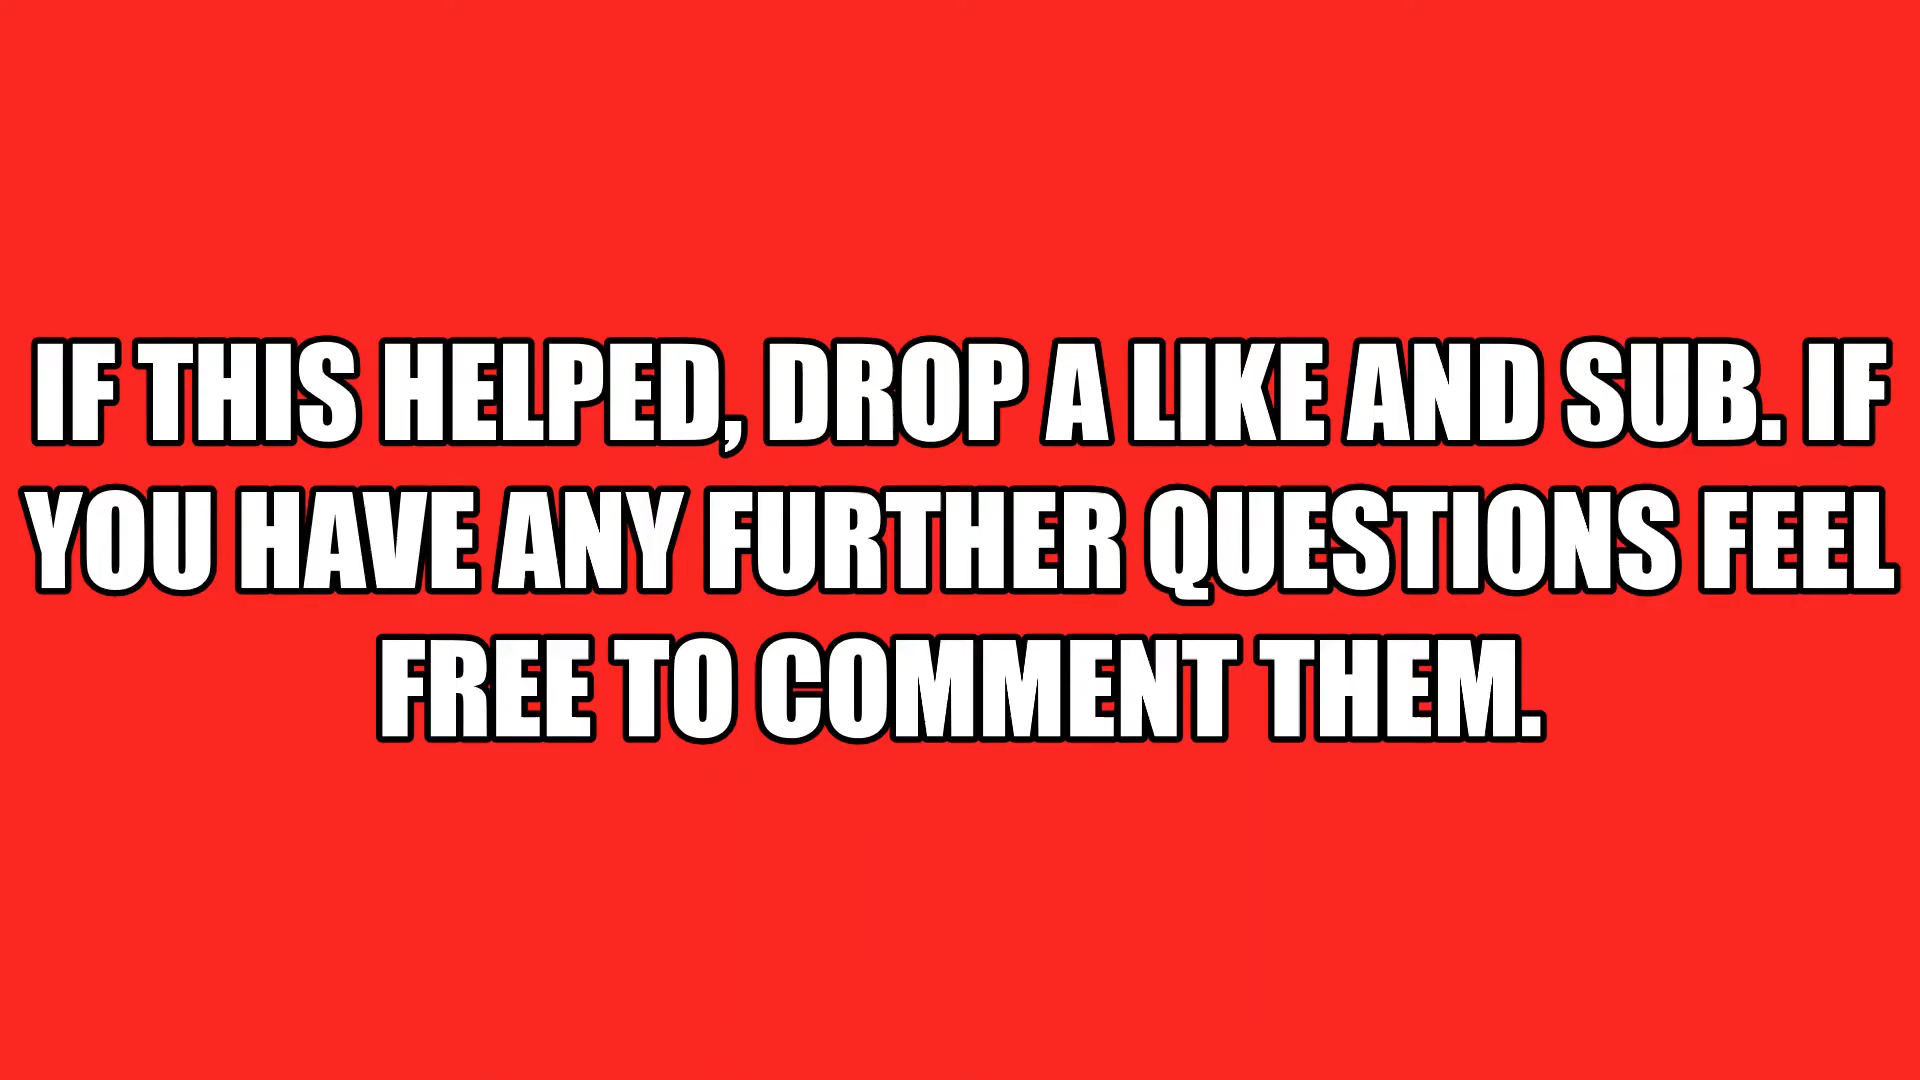 IF THIS HELPED, DROP A LIKE AND SUB. IF
YOU HAVE ANY FURTHER QUESTIONS FEEL
FREE TO COMMENT THEM.